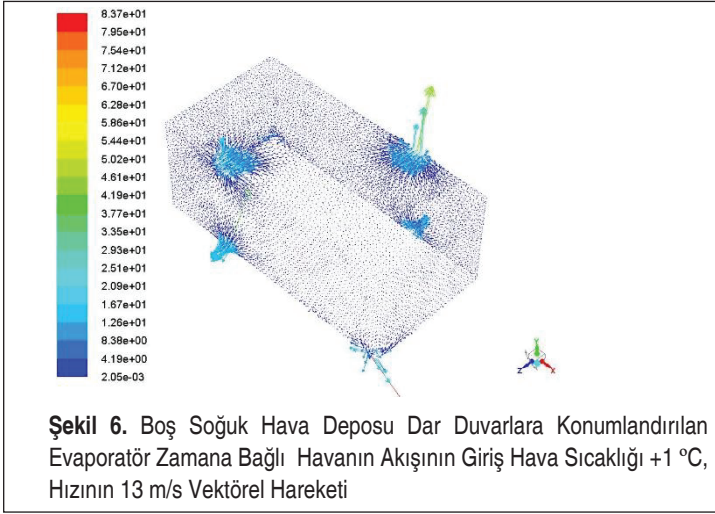 8.37e+01
7.95e+01
7.54e+01
7.12e+01
6.70e+01
6.28e+01
5.86e+01
5.44e+01
5.02e+01
4.61e+01
4.19e+01
3.77e+01
3.35e+01
2.93e+01
2.51e+01
2.09e+01
1.67e+01
1.26e+01
8.38e+00
4.19e+00
2.05e-03
Y
Z
X
Şekil 6. Boş Soğuk Hava Deposu Dar Duvarlara Konumlandırılan
Evaporatör Zamana Bağlı Havanın Akışının Giriş Hava Sıcaklığı +1 ºC,
Hızının 13 m/s Vektörel Hareketi